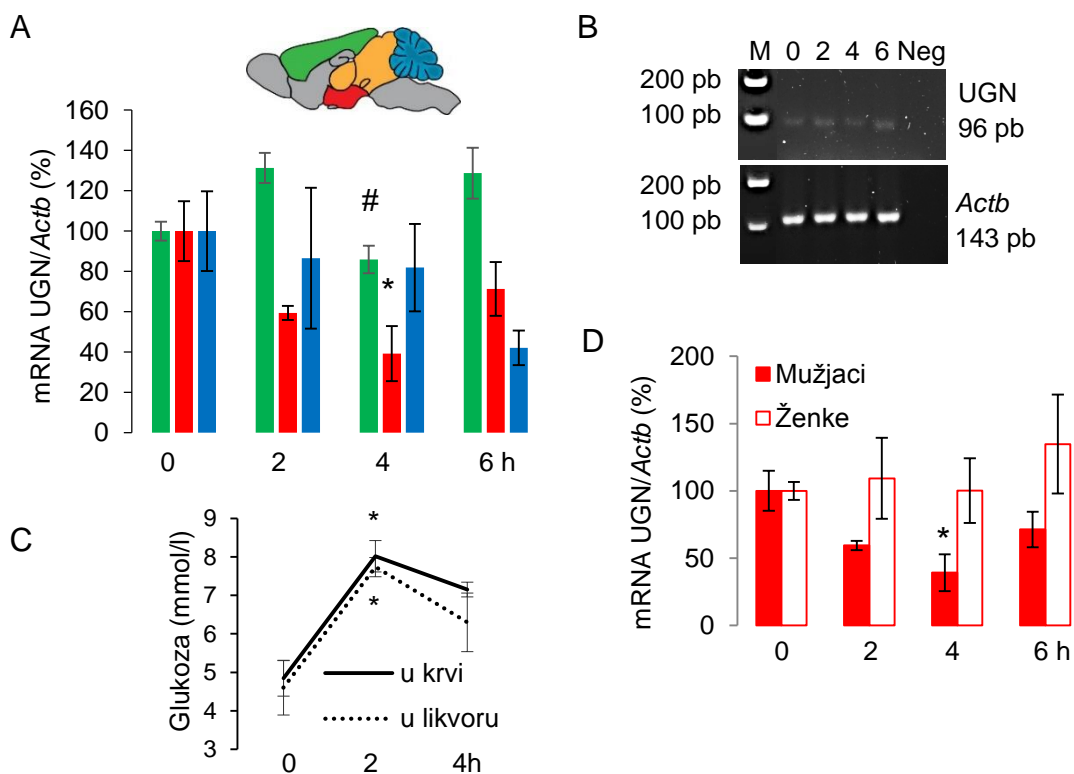 A
160
140
120
100
80
60
40
20
0
mRNA UGN/Actb (%)
#
*
0 2 4 6 h
B
M 0 2 4 6 Neg
200 pb
100 pb
UGN
96 pb
200 pb
100 pb
Actb
143 pb
C
9
8
7
6
5
4
3
Glukoza (mmol/l)
*
*
u krvi
u likvoru
0 2 4h
D
200
150
100
50
0
mRNA UGN/Actb (%)
Mužjaci
Ženke
*
0 2 4 6 h